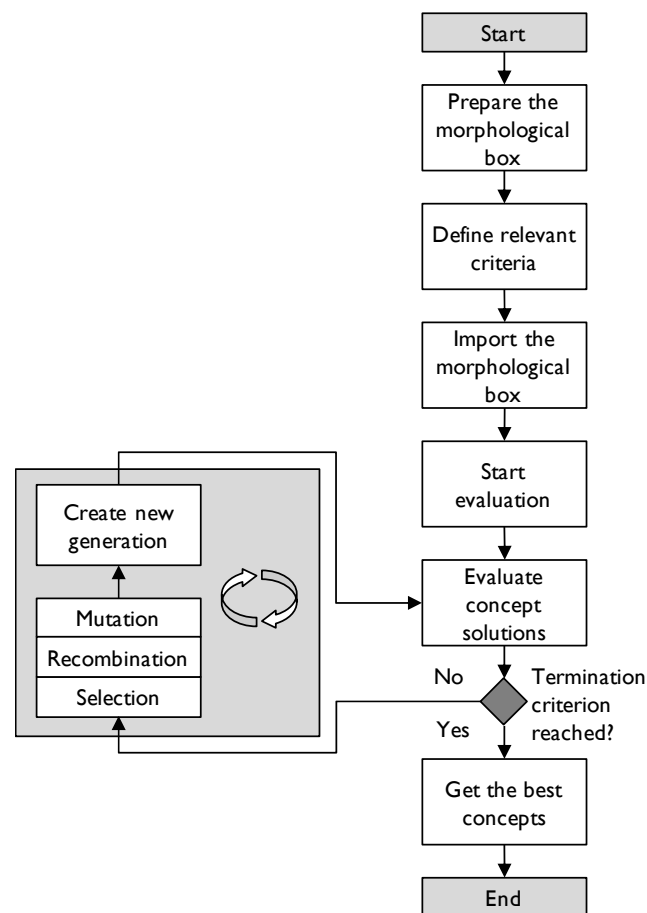 Start
Prepare the
morphological
box
Define relevant
criteria
Import the
morphological
box
Start
evaluation
Create new
generation
Evaluate
concept
solutions
Mutation
Recombination
Selection
No
Termination
criterion
reached?
Yes
Get the best
concepts
End